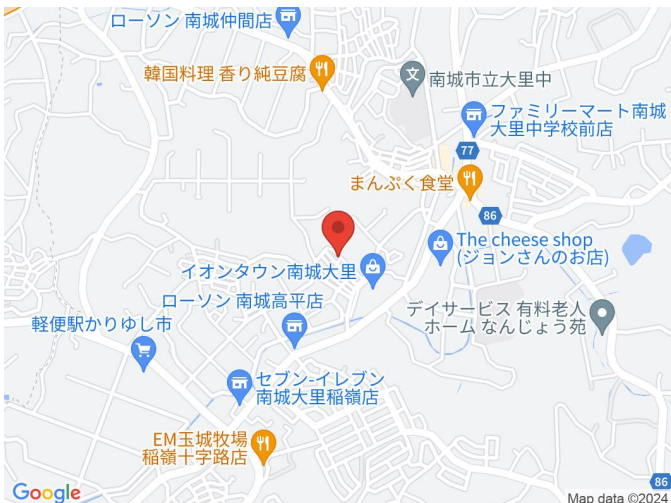 ローソン 南城仲間店
韓国料理 香り純豆腐
文
南城市立大里中
ファミリーマート南城
大里中学校前店
77
まんぷく食堂
86
The cheese shop
(ジョンさんのお店)
イオンタウン南城大里
ローソン 南城高平店
デイサービス 有料老人
ホーム なんじょう苑
軽便駅かりゆし市
セブン-イレブン
南城大里稲嶺店
EM玉城牧場
稲嶺十字路店
86
Google
Map data ©2024